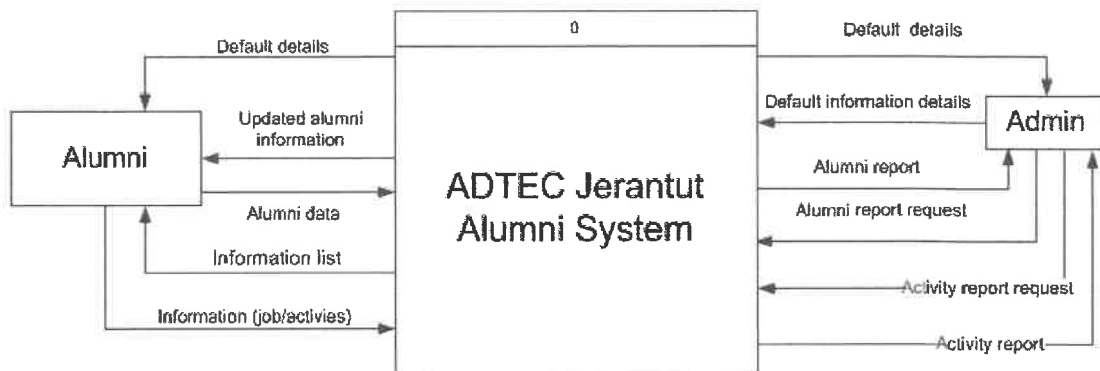 0
Default details
Default details
Updated alumni
information
Default information details
Alumni
Admin
ADTEC Jerantut
Alumni System
Alumni report
Alumni data
Alumni report request
Information list
Activity report request
Information (job/activies)
Activity report